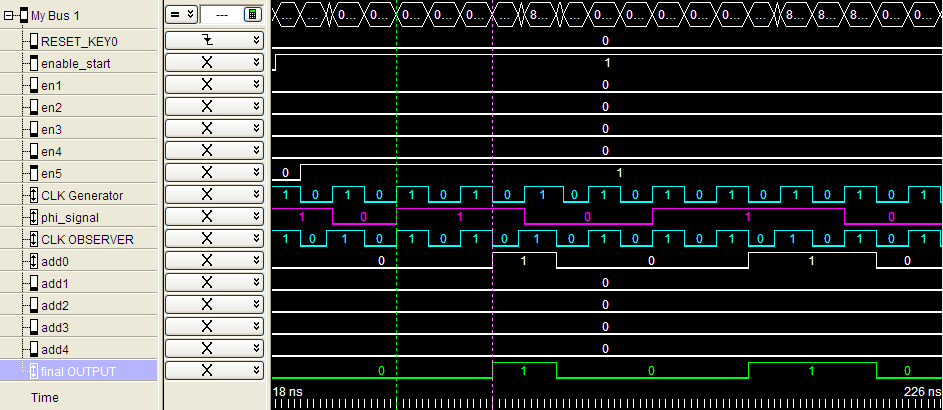 My Bus 1 = --- ... ... 0... 0... 0... 0... 0... 0... 8... 0... 0... 0... 0... 0... 0... 8... 8... 0... 0...
RESET_KEY0 0
enable_start X 1
en1 X 0
en2 X 0
en3 X 0
en4 X 0
en5 X 0 1
CLK Generator X 1 0 1 0 1 0 1 0 1 0 1 0 1 0 1 0 1 0 1 0 1
phi_signal X 1 0 1 0 1 0
CLK OBSERVER X 1 0 1 0 1 0 1 0 1 0 1 0 1 0 1 0 1 0 1 0 1
add0 X 0 1 0 1 0
add1 X 0
add2 X 0
add3 X 0
add4 X 0
final OUTPUT X 0 1 0 1 0
Time 18 ns 226 ns